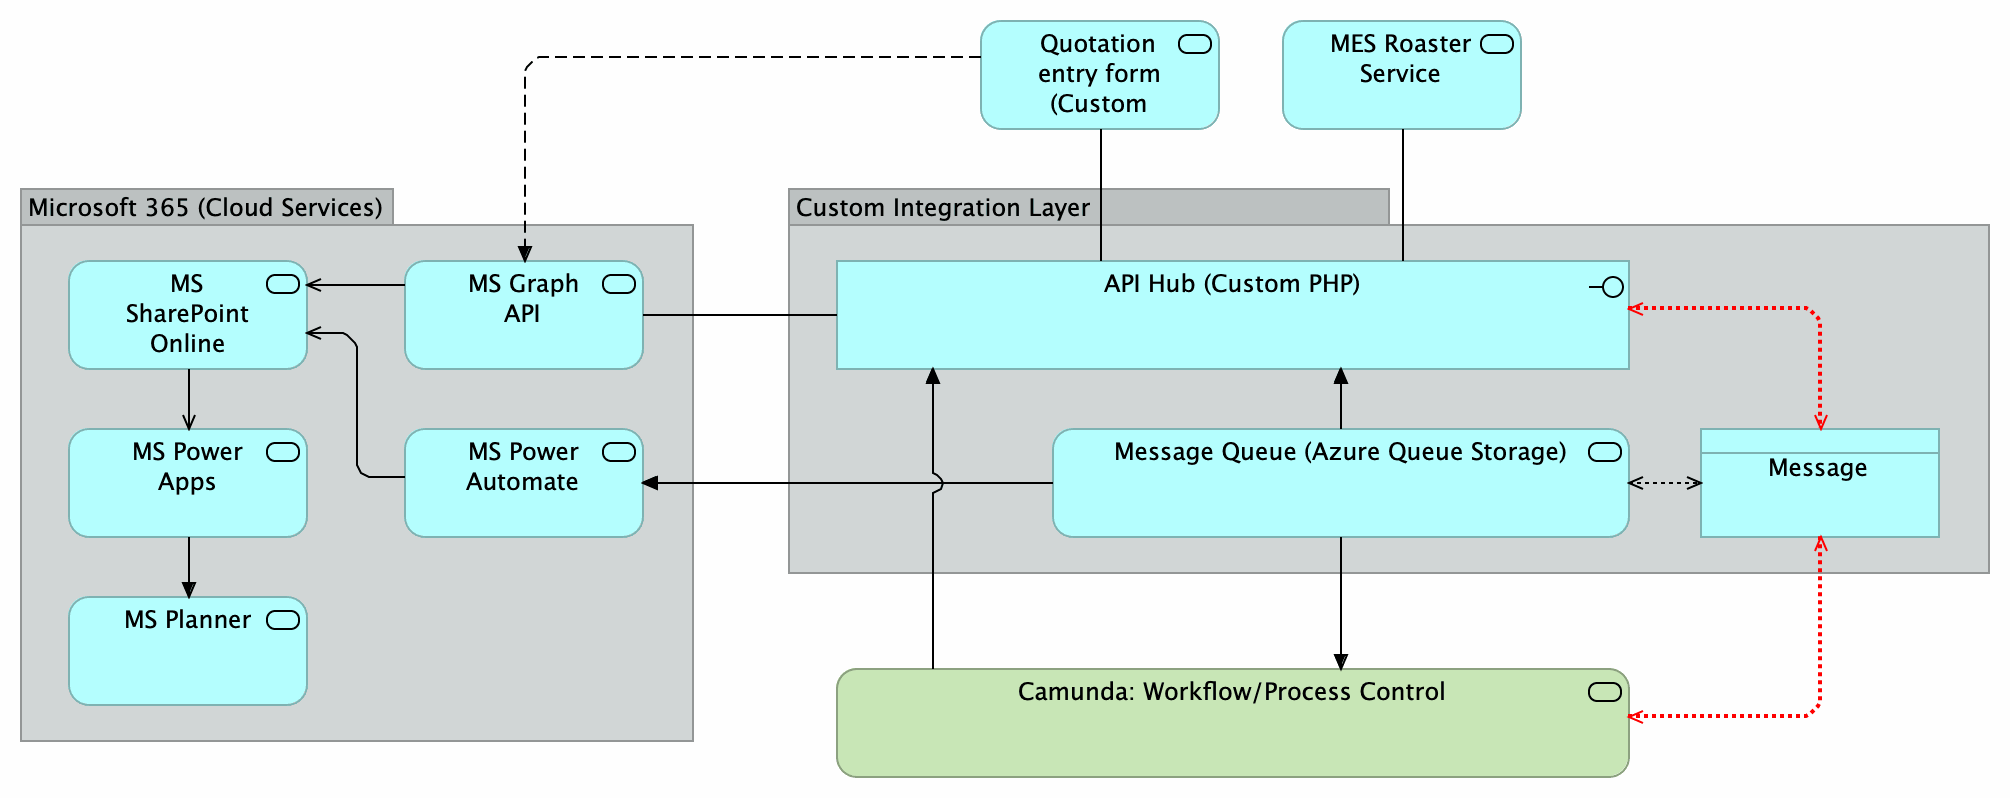 Quotation
entry form
(Custom
MES Roaster
Service
Microsoft 365 (Cloud Services)
Custom Integration Layer
MS
SharePoint
Online
MS Graph
API
API Hub (Custom PHP)
MS Power
Apps
MS Power
Automate
Message Queue (Azure Queue Storage)
Message
MS Planner
Camunda: Workflow/Process Control